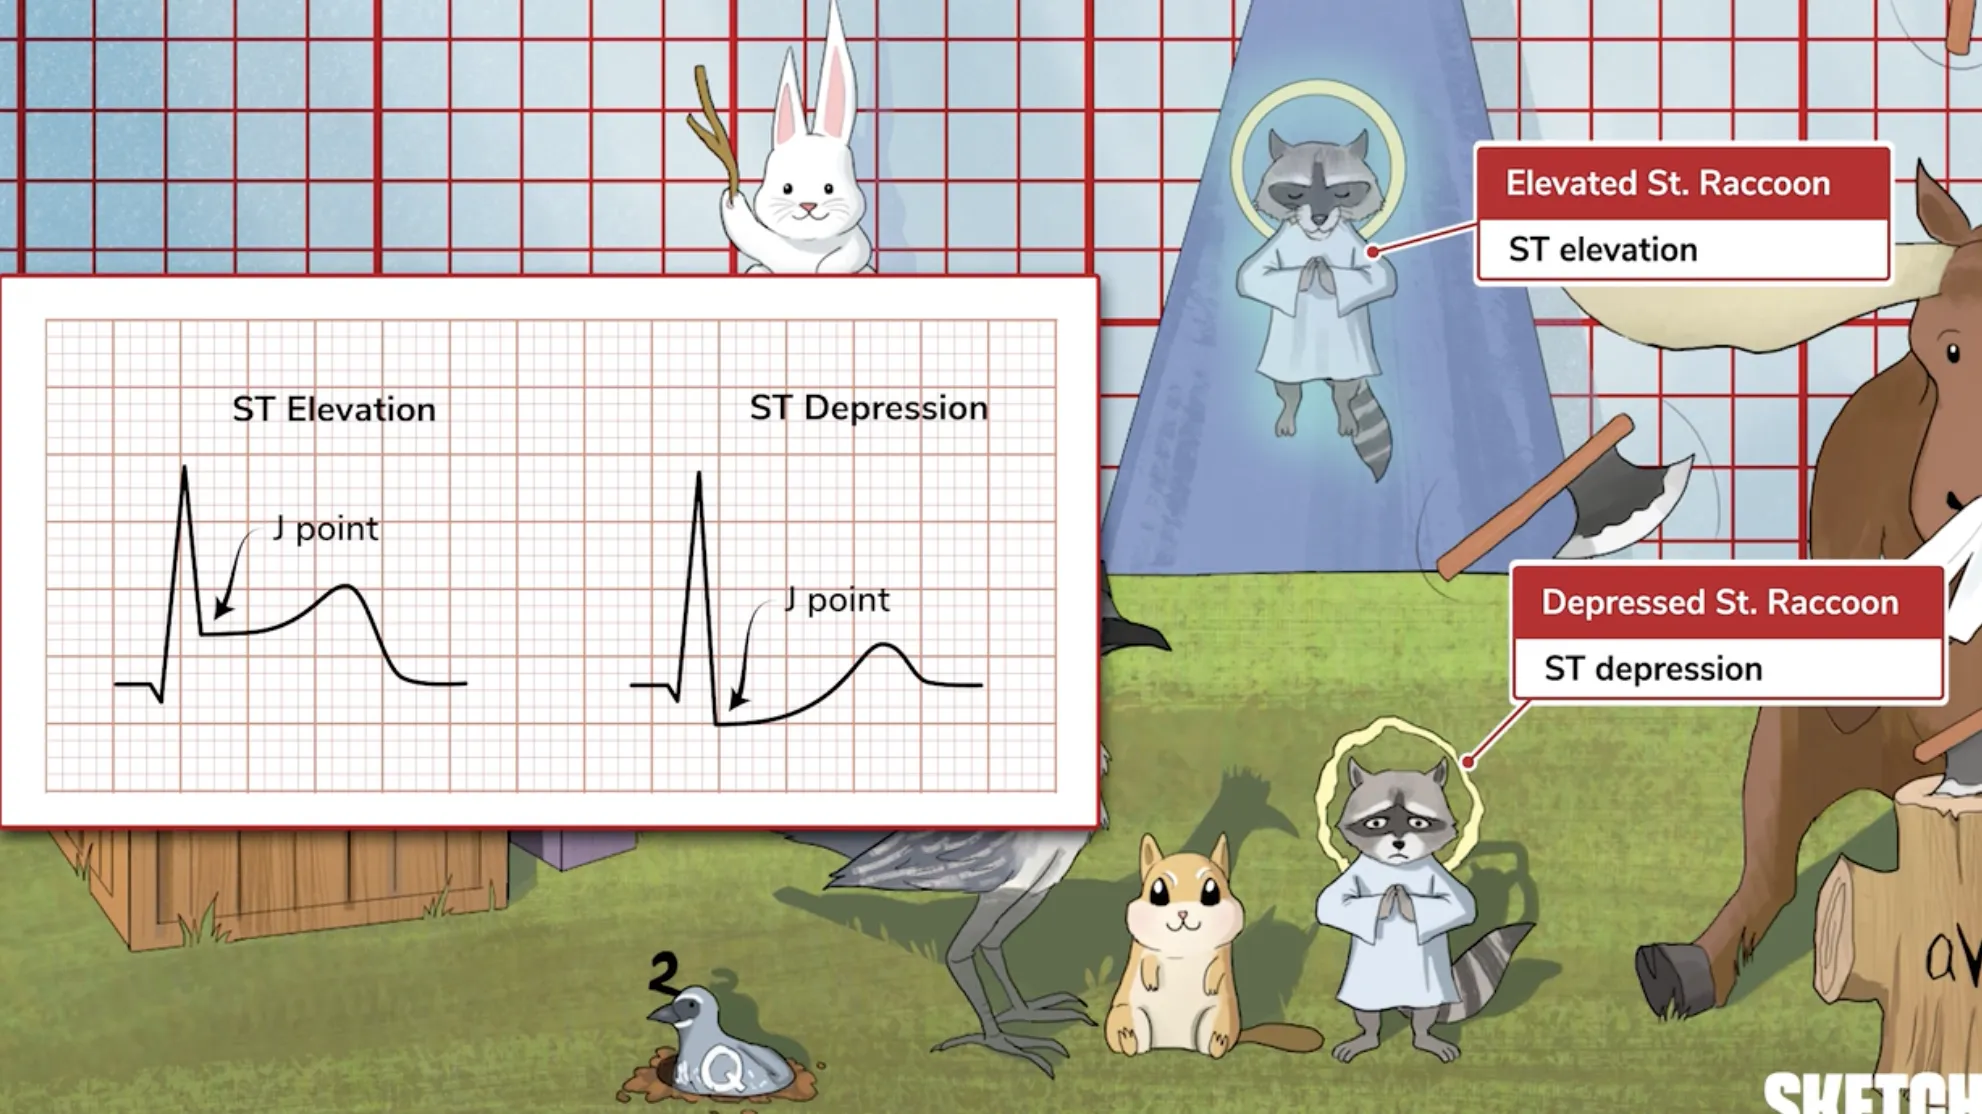 Elevated St. Raccoon
ST elevation
ST Elevation
J point
ST Depression
J point
Depressed St. Raccoon
ST depression
2
Q
aV
SKETCH